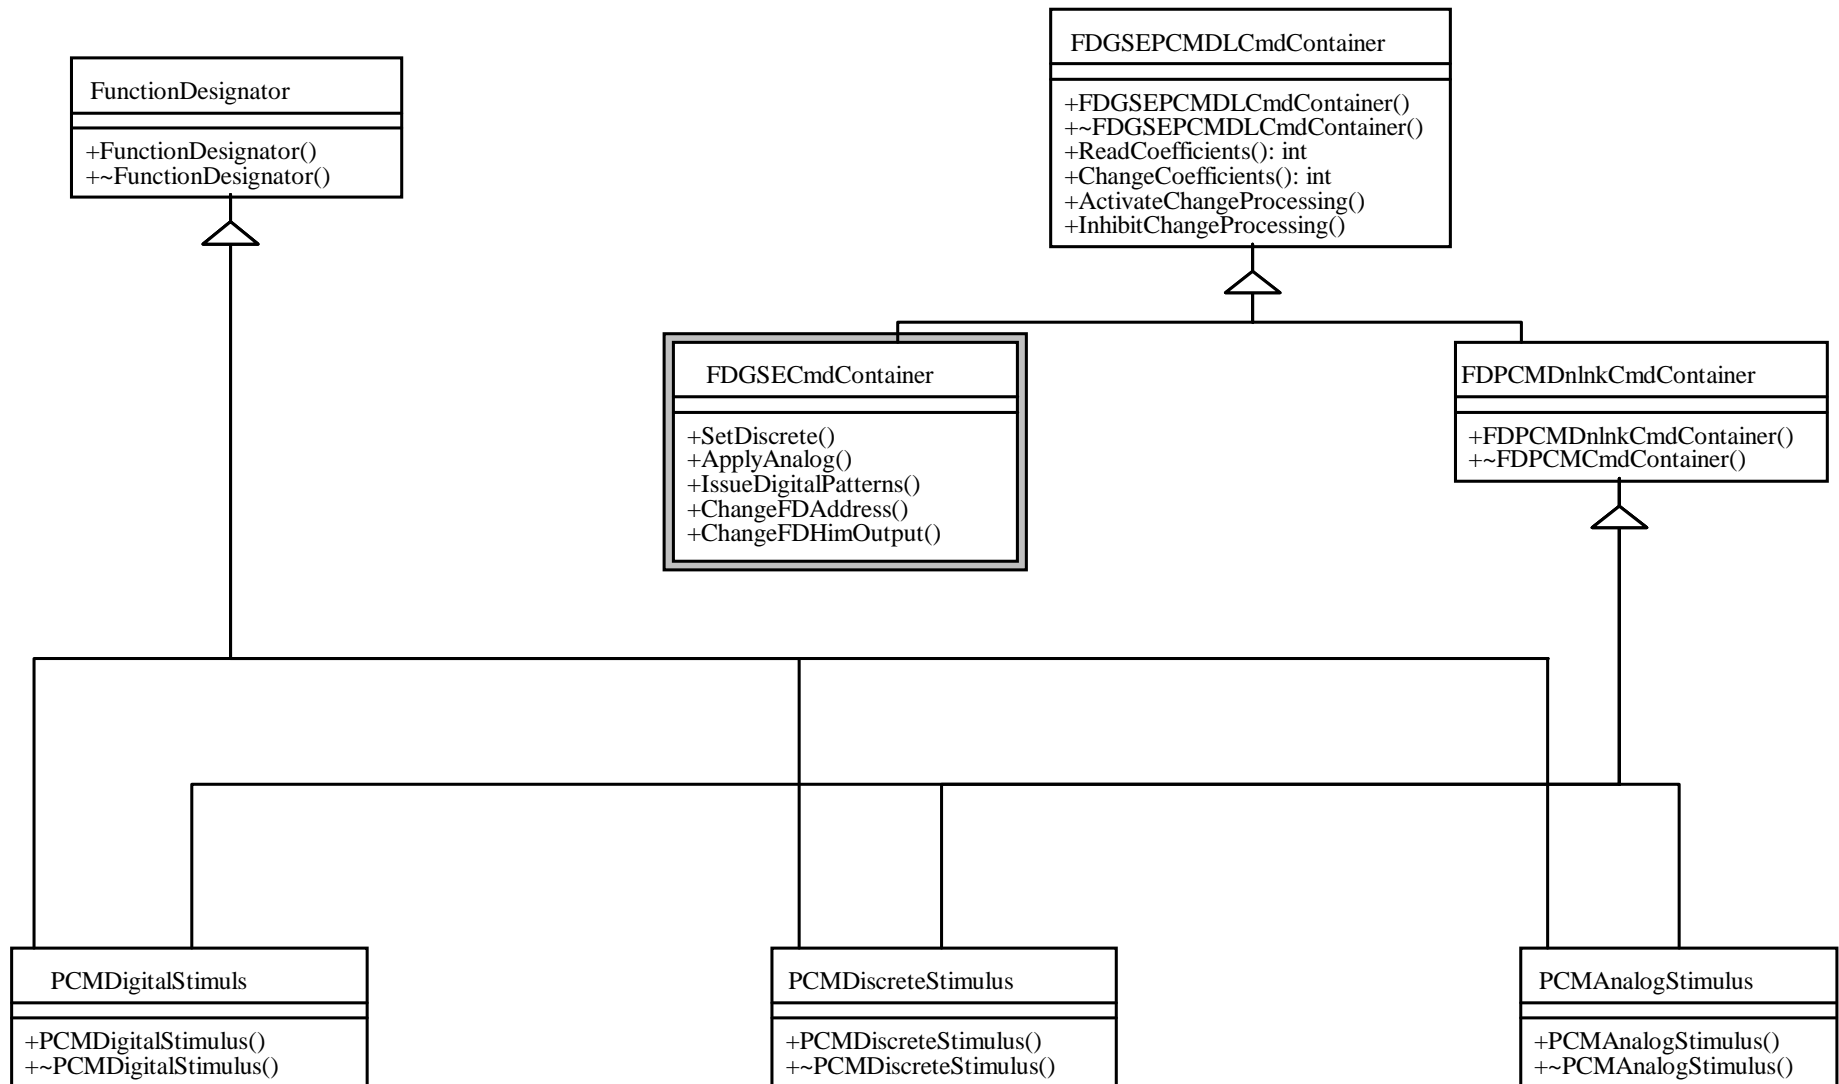 FDGSEPCMDLCmdContainer
+FDGSEPCMDLCmdContainer()
+~FDGSEPCMDLCmdContainer()
+ReadCoefficients(): int
+ChangeCoefficients(): int
+ActivateChangeProcessing()
+InhibitChangeProcessing()
FunctionDesignator
+FunctionDesignator()
+~FunctionDesignator()
FDGSECmdContainer
+SetDiscrete()
+ApplyAnalog()
+IssueDigitalPatterns()
+ChangeFDAddress()
+ChangeFDHimOutput()
FDPCMDnlnkCmdContainer
+FDPCMDnlnkCmdContainer()
+~FDPCMCmdContainer()
PCMDigitalStimuls
+PCMDigitalStimulus()
+~PCMDigitalStimulus()
PCMDiscreteStimulus
+PCMDiscreteStimulus()
+~PCMDiscreteStimulus()
PCMAnalogStimulus
+PCMAnalogStimulus()
+~PCMAnalogStimulus()